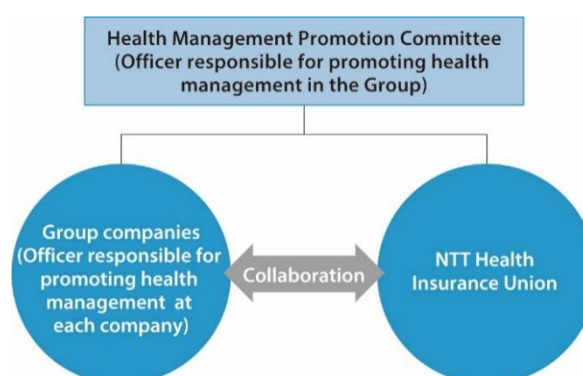 Health Management Promotion Committee
(Officer responsible for promoting health
management in the Group)
Group companies
(Officer responsible for
promoting health
management at
each company)
Collaboration
NTT Health
Insurance Union